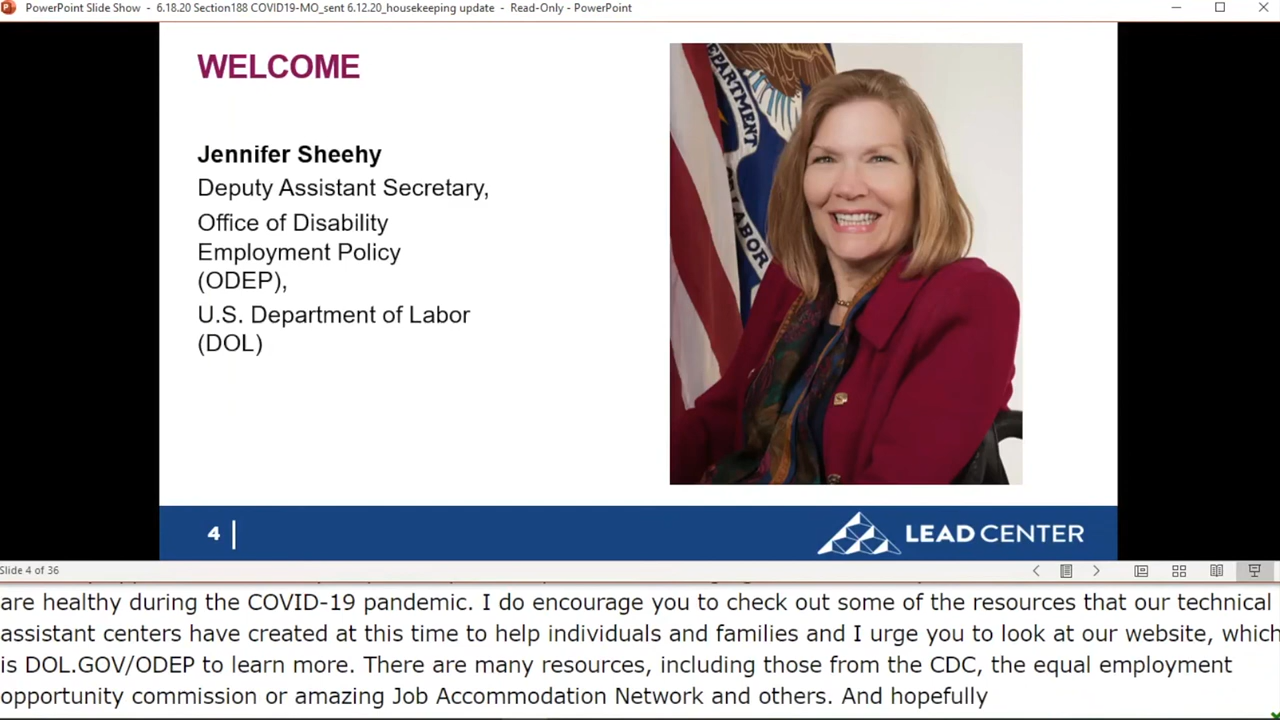 PowerPoint Slide Show - 6.18.20 Section188 COVID19-MO_sent 6.12.20_housekeeping update - Read-Only - PowerPoint
WELCOME
Jennifer Sheehy
Deputy Assistant Secretary,
Office of Disability
Employment Policy
(ODEP),
U.S. Department of Labor
(DOL)
DEPARTMENT
LABOR
4
LEAD CENTER
Slide 4 of 36
are healthy during the COVID-19 pandemic. I do encourage you to check out some of the resources that our technical
assistant centers have created at this time to help individuals and families and I urge you to look at our website, which
is DOL.GOV/ODEP to learn more. There are many resources, including those from the CDC, the equal employment
opportunity commission or amazing Job Accommodation Network and others. And hopefully